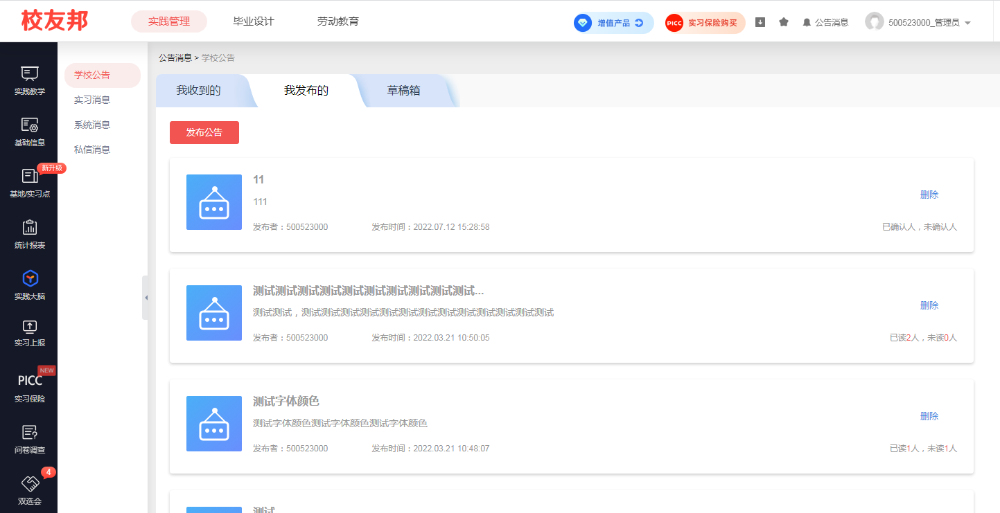 校友邦
实践管理
毕业设计
劳动教育
增值产品
PICC 实习保险购买
公告消息
500523000_管理员
实践教学
基础信息
新升级
基地/实习点
统计报表
实践大脑
实习上报
NEW
PICC
实习保险
问卷调查
4
双选会
学校公告
实习消息
系统消息
私信消息
公告消息 > 学校公告
我收到的
我发布的
草稿箱
发布公告
11
111
删除
发布者：500523000 发布时间：2022.07.12 15:28:58 已确认人，未确认人
测试测试测试测试测试测试测试测试测试测试...
测试测试，测试测试测试测试测试测试测试测试测试测试测试测试测试
删除
发布者：500523000 发布时间：2022.03.21 10:50:05 已读2人，未读0人
测试字体颜色
测试字体颜色测试字体颜色测试字体颜色
删除
发布者：500523000 发布时间：2022.03.21 10:48:07 已读1人，未读1人
测试